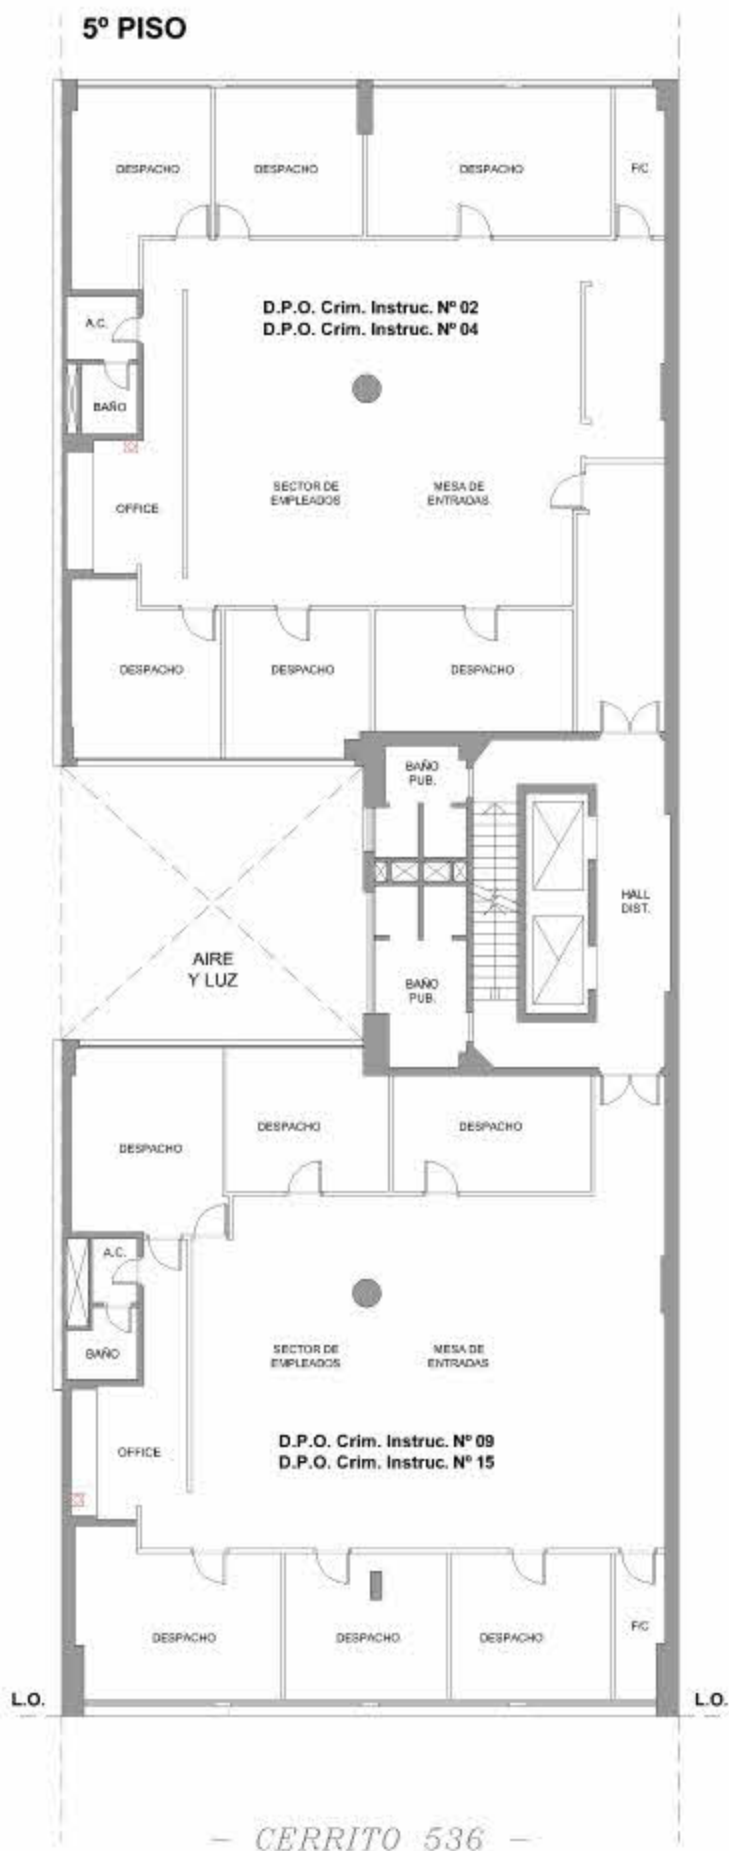 5º PISO
DESPACHO
DESPACHO
DESPACHO
F/C
D.P.O. Crim. Instruc. Nº 02
D.P.O. Crim. Instruc. Nº 04
A.C.
BAÑO
OFFICE
SECTOR DE
EMPLEADOS
MESA DE
ENTRADAS
DESPACHO
DESPACHO
DESPACHO
BAÑO
PUB.
HALL
DIST.
AIRE
Y LUZ
BAÑO
PUB.
DESPACHO
DESPACHO
DESPACHO
A.C.
BAÑO
SECTOR DE
EMPLEADOS
MESA DE
ENTRADAS
D.P.O. Crim. Instruc. Nº 09
D.P.O. Crim. Instruc. Nº 15
OFFICE
DESPACHO
DESPACHO
DESPACHO
F/C
L.O.
L.O.
- CERRITO 536 -